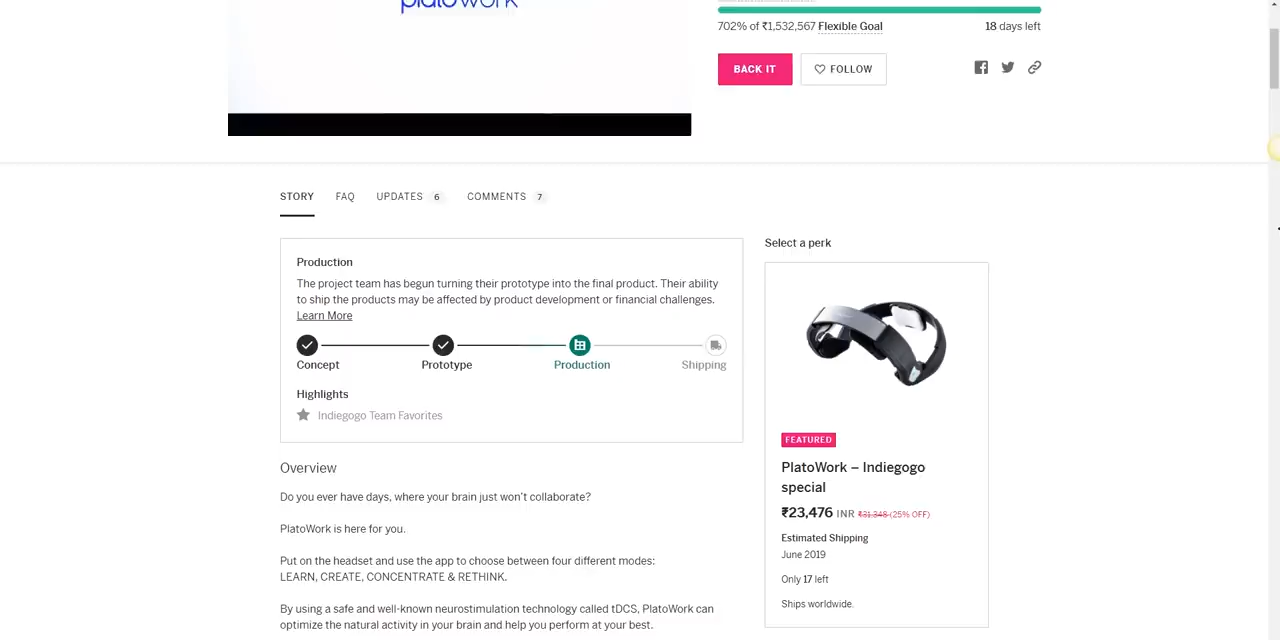 platowork
702% of ₹1,532,567 Flexible Goal
18 days left
BACK IT
FOLLOW
STORY
FAQ
UPDATES 6
COMMENTS 7
Production
The project team has begun turning their prototype into the final product. Their ability
to ship the products may be affected by product development or financial challenges.
Learn More
Concept
Prototype
Production
Shipping
Highlights
Indiegogo Team Favorites
Overview
Do you ever have days, where your brain just won't collaborate?
PlatoWork is here for you.
Put on the headset and use the app to choose between four different modes:
LEARN, CREATE, CONCENTRATE & RETHINK.
By using a safe and well-known neurostimulation technology called tDCS, PlatoWork can
optimize the natural activity in your brain and help you perform at your best.
Select a perk
FEATURED
PlatoWork – Indiegogo
special
₹23,476 INR ₹31,348 (25% OFF)
Estimated Shipping
June 2019
Only 17 left
Ships worldwide.